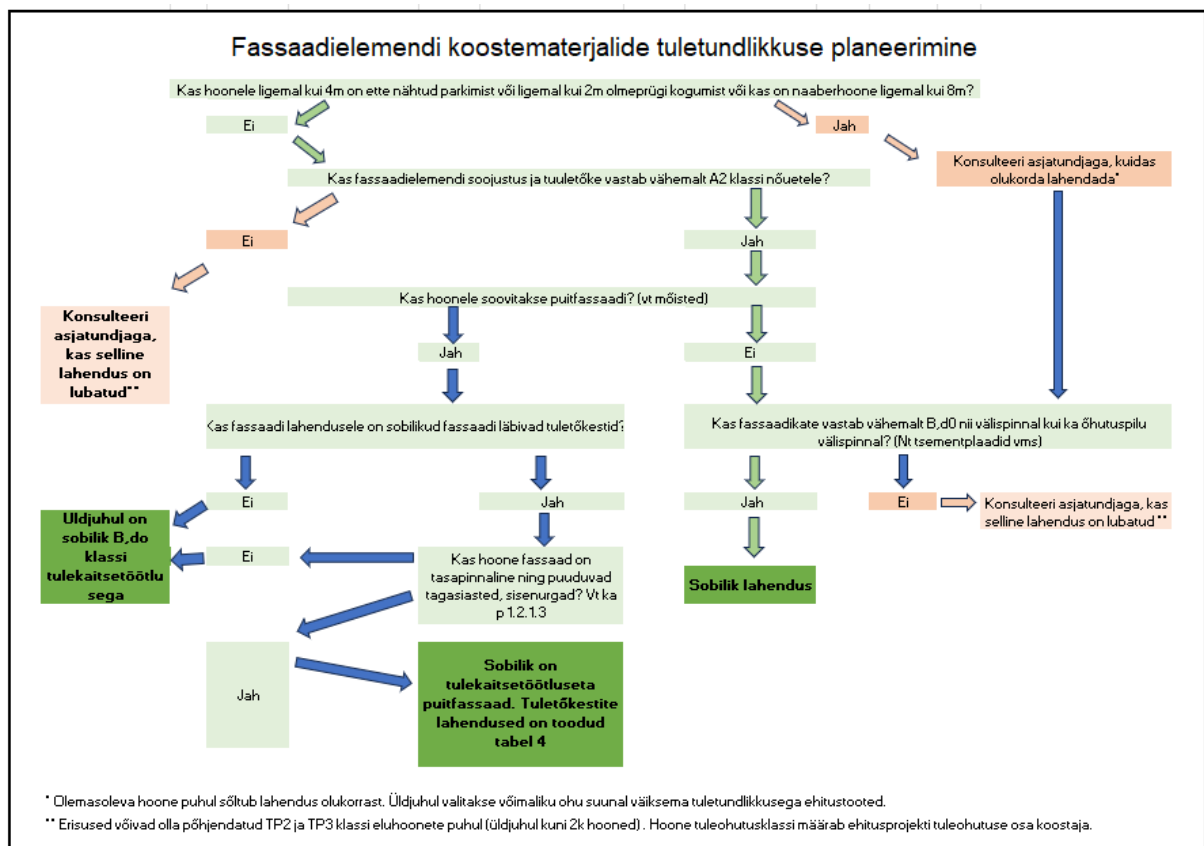 Fassaadielemendi koostematerjalide tuletundlikkuse planeerimine
Kas hoonele ligemal kui 4m on ette nähtud parkimist või ligemal kui 2m olmeprügi kogumist või kas on naaberhoone ligemal kui 8m?
Ei
Jah
Konsulteeri asjatundjaga, kuidas
olukorda lahendada*
Kas fassaadielemendi soojustus ja tuuletõke vastab vähemalt A2 klassi nõuetele?
Ei
Jah
Kas hoonele soovitakse puitfassaadi? (vt mõisted)
Konsulteeri
asjatundjaga,
kas selline
lahendus on
lubatud**
Jah
Ei
Kas fassaadi lahendusele on sobilikud fassaadi läbivad tuletõkestid?
Kas fassaadikate vastab vähemalt B,d0 nii välispinnal kui ka õhutuspilu
välispinnal? (Nt tsementplaadid vms)
Ei
Jah
Jah
Ei
Konsulteeri asjatundjaga, kas
selline lahendus on lubatud**
Üldjuhul on
sobilik B,do
klassi
tulekaitsetöötlu
sega
Ei
Kas hoone fassaad on
tasapinnaline ning puuduvad
tagasiasted, sisenurgad? Vt ka
p 1.2.1.3
Sobilik lahendus
Jah
Sobilik on
tulekaitsetöötluseta
puitfassaad. Tuletõkestite
lahendused on toodud
tabel 4
* Olemasoleva hoone puhul sõltub lahendus olukorrast. Üldjuhul valitakse võimaliku ohu suunal väiksema tuletundlikkusega ehitustooted.
** Erisused võivad olla põhjendatud TP2 ja TP3 klassi eluhoonete puhul (üldjuhul kuni 2k hooned) . Hoone tuleohutusklassi määrab ehitusprojekti tuleohutuse osa koostaja.